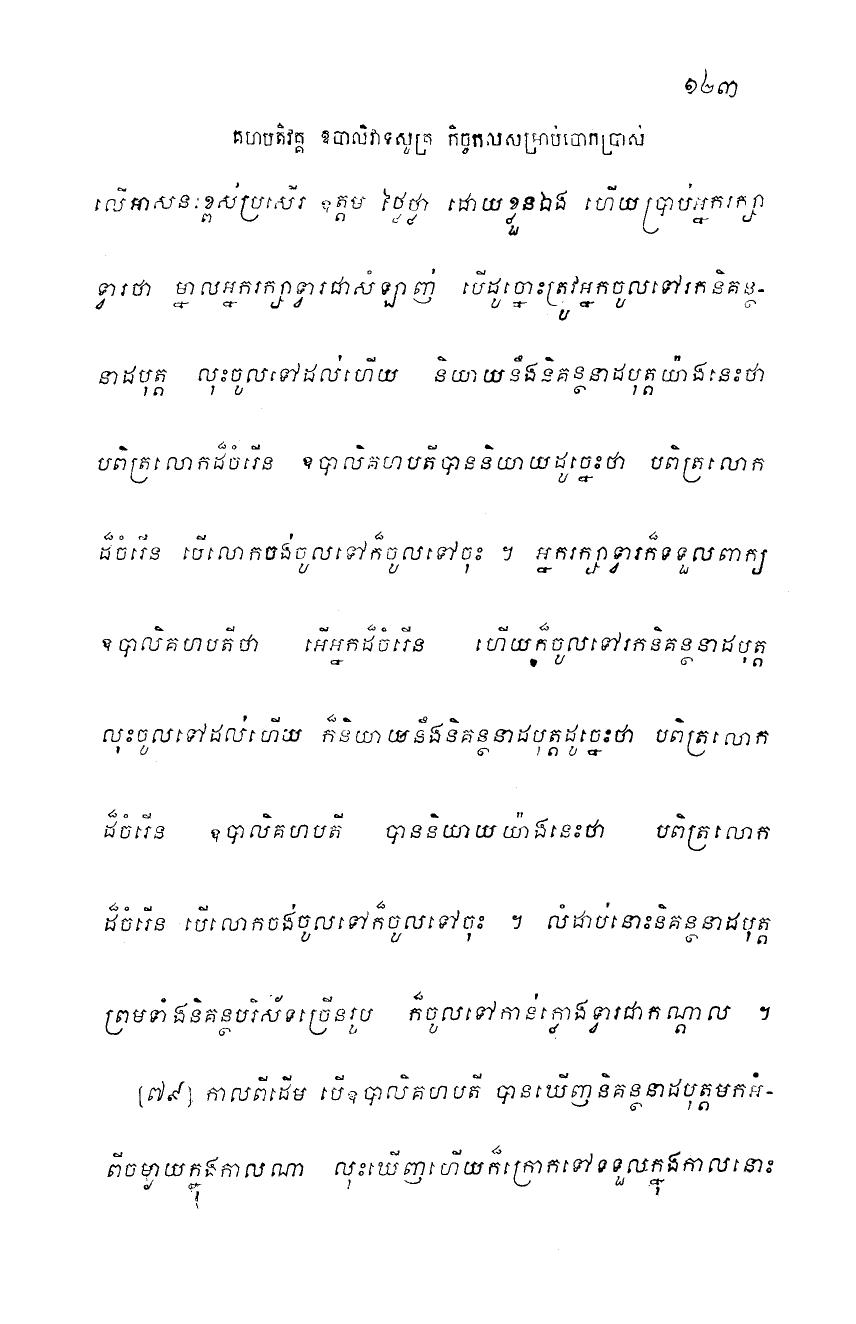 ១២៣
គហបតិវគ្គ ឧបាលិវាទសូត្រ កិច្ចកលសម្រាប់បោកប្រាស់
លើអាសនៈខ្ពស់ប្រសើរ ឧត្តម ថ្លៃថ្លា ដោយខ្លួនឯង ហើយប្រាប់អ្នករក្សា
ទ្វារថា ម្នាលអ្នករក្សាទ្វារជាសំឡាញ់ បើដូច្នោះត្រូវអ្នកចូលទៅរកនិគន្ថ-
នាដបុត្ត លុះចូលទៅដល់ហើយ និយាយនឹងនិគន្ថនាដបុត្តយ៉ាងនេះថា
បពិត្រលោកដ៏ចំរើន ឧបាលិគហបតីបាននិយាយដូច្នេះថា បពិត្រលោក
ដ៏ចំរើន បើលោកចង់ចូលទៅក៏ចូលទៅចុះ ។ អ្នករក្សាទ្វារក៏ទទួលពាក្យ
ឧបាលិគហបតីថា អើអ្នកដ៏ចំរើន ហើយក៏ចូលទៅរកនិគន្ថនាដបុត្ត
លុះចូលទៅដល់ហើយ ក៏និយាយនឹងនិគន្ថនាដបុត្តដូច្នេះថា បពិត្រលោក
ដ៏ចំរើន ឧបាលិគហបតី បាននិយាយយ៉ាងនេះថា បពិត្រលោក
ដ៏ចំរើន បើលោកចង់ចូលទៅក៏ចូលទៅចុះ ។ លំដាប់នោះនិគន្ថនាដបុត្ត
ព្រមទាំងនិគន្ថបរិស័ទច្រើនរូប ក៏ចូលទៅកាន់ក្លោងទ្វារជាកណ្តាល ។
[៧៩] កាលពីដើម បើឧបាលិគហបតី បានឃើញនិគន្ថនាដបុត្តមកអំ-
ពីចម្ងាយក្នុងកាលណា លុះឃើញហើយក៏ក្រោកទៅទទួលក្នុងកាលនោះ